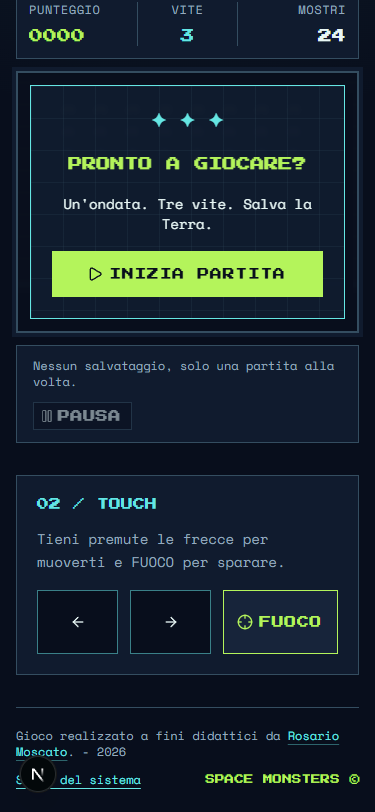 PUNTEGGIO VITE MOSTRI
0000 3 24
PRONTO A GIOCARE?
Un'ondata. Tre vite. Salva la
Terra.
INIZIA PARTITA
Nessun salvataggio, solo una partita alla
volta.
PAUSA
02 / TOUCH
Tieni premute le frecce per
muoverti e FUOCO per sparare.
← → FUOCO
Gioco realizzato a fini didattici da Rosario
Moscato. - 2026
del sistema SPACE MONSTERS ©
N